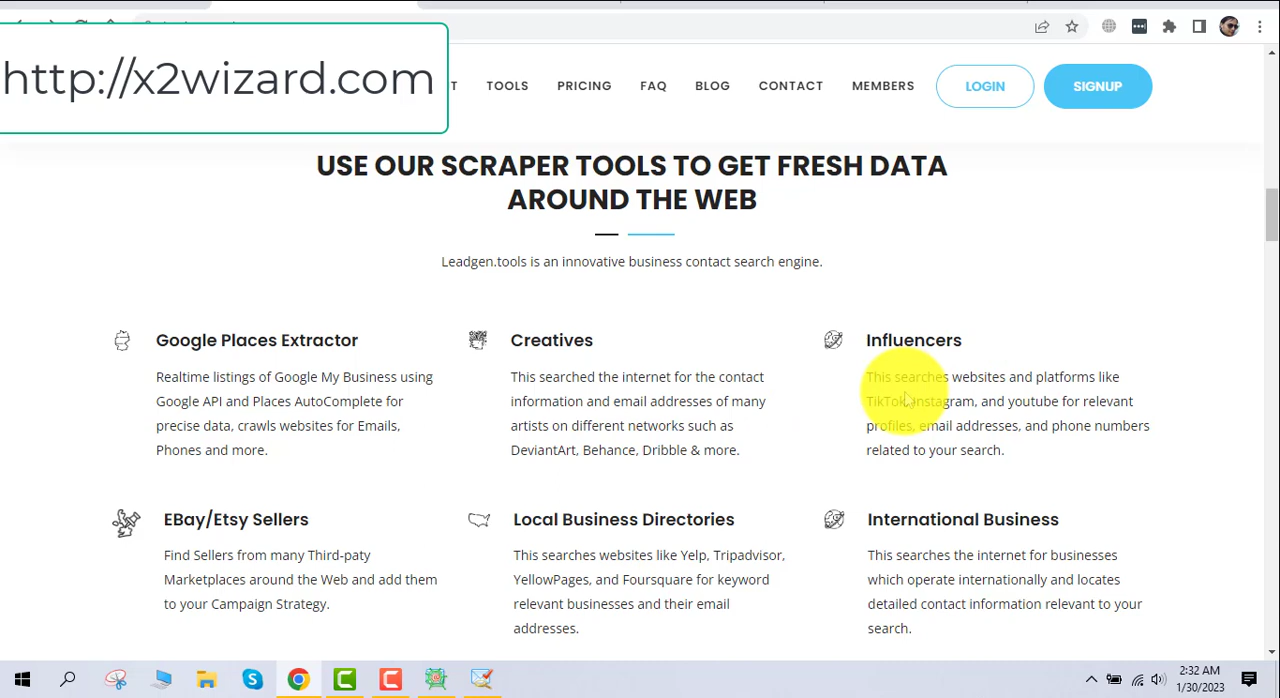 http://x2wizard.com
T TOOLS PRICING FAQ BLOG CONTACT MEMBERS LOGIN SIGNUP
USE OUR SCRAPER TOOLS TO GET FRESH DATA
AROUND THE WEB
Leadgen.tools is an innovative business contact search engine.
Google Places Extractor
Realtime listings of Google My Business using
Google API and Places AutoComplete for
precise data, crawls websites for Emails,
Phones and more.
Creatives
This searched the internet for the contact
information and email addresses of many
artists on different networks such as
DeviantArt, Behance, Dribble & more.
Influencers
This searches websites and platforms like
TikTok, Instagram, and youtube for relevant
profiles, email addresses, and phone numbers
related to your search.
EBay/Etsy Sellers
Find Sellers from many Third-paty
Marketplaces around the Web and add them
to your Campaign Strategy.
Local Business Directories
This searches websites like Yelp, Tripadvisor,
YellowPages, and Foursquare for keyword
relevant businesses and their email
addresses.
International Business
This searches the internet for businesses
which operate internationally and locates
detailed contact information relevant to your
search.
2:32 AM
1/30/2023